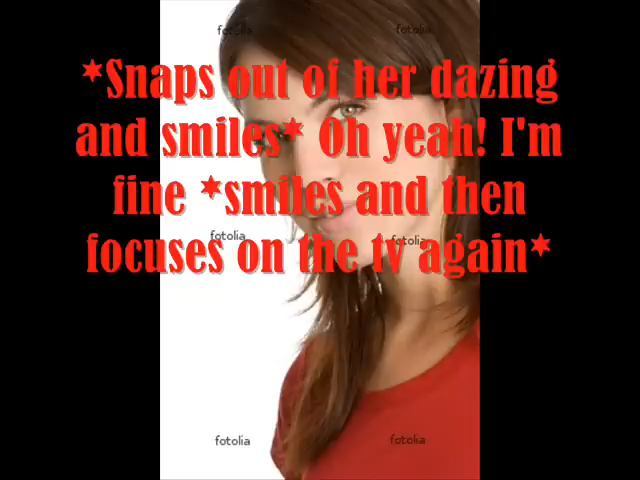 fotolia fotolia
*Snaps out of her dazing
and smiles* Oh yeah! I'm
fine *smiles and then
fotolia fotolia
focuses on the tv again*
fotolia fotolia